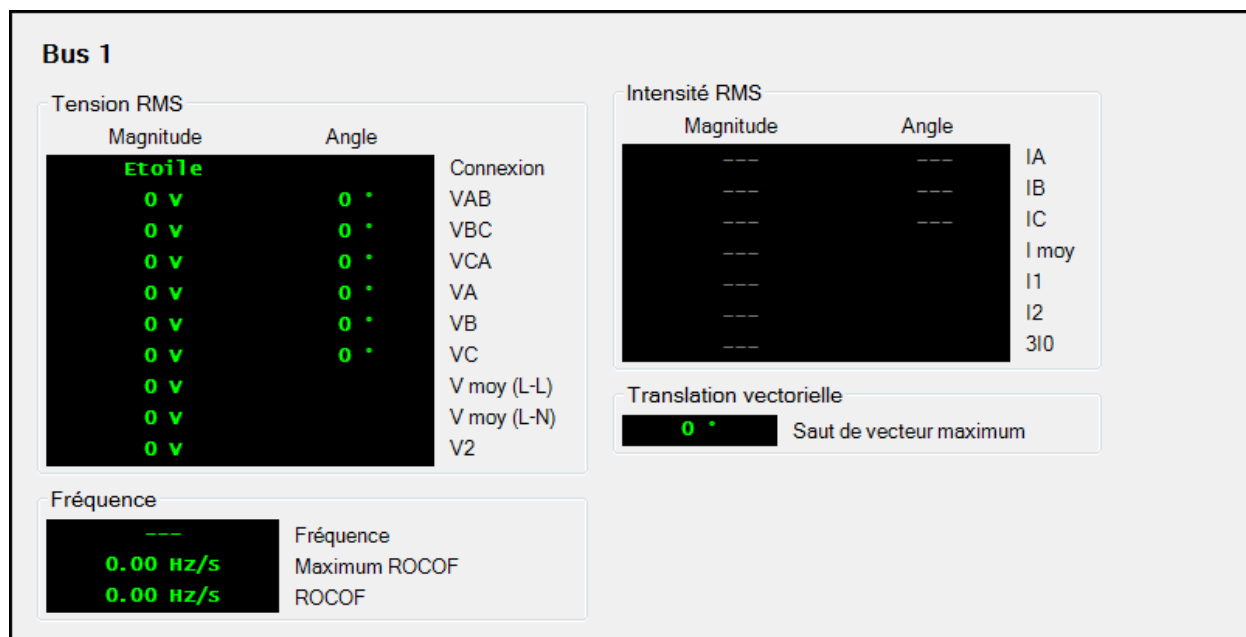 Bus 1
Tension RMS
Magnitude Angle
Etoile Connexion
0 V 0 ° VAB
0 V 0 ° VBC
0 V 0 ° VCA
0 V 0 ° VA
0 V 0 ° VB
0 V 0 ° VC
0 V V moy (L-L)
0 V V moy (L-N)
0 V V2
Fréquence
--- Fréquence
0.00 Hz/s Maximum ROCOF
0.00 Hz/s ROCOF
Intensité RMS
Magnitude Angle
--- --- IA
--- --- IB
--- --- IC
--- I moy
--- I1
--- I2
--- 3I0
Translation vectorielle
0 ° Saut de vecteur maximum